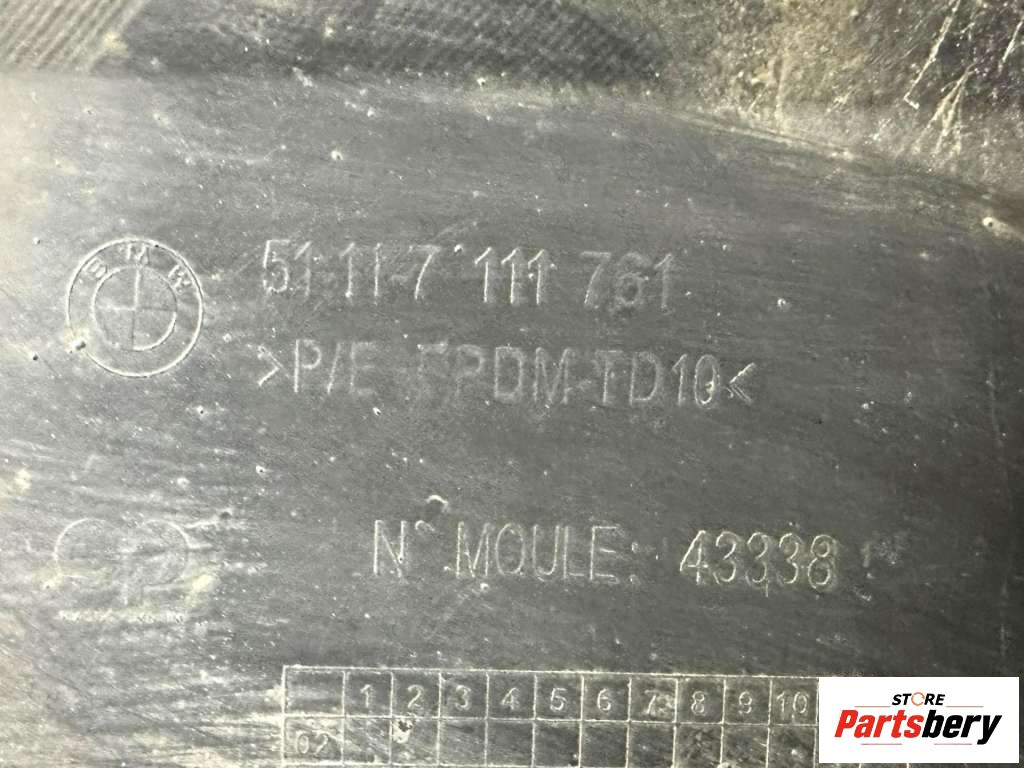 BMW
51-11-7 111 761
>P/E-EPDM-TD10<
N° MOULE: 43338
1 2 3 4 5 6 7 8 9 10
02
STORE
Partsbery